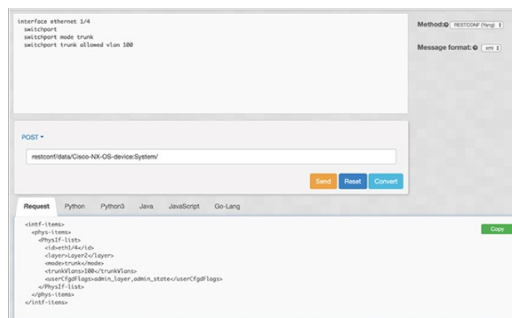 interface ethernet 1/4
switchport
switchport mode trunk
switchport trunk allowed vlan 100
Method: RESTCONF (Yang)
Message format: xml
POST
restconf/data/Cisco-NX-OS-device:System/
Send Reset Convert
Request Python Python3 Java JavaScript Go-Lang
Copy
<intf-items>
<phys-items>
<PhysIf-list>
<id>eth1/4</id>
<layer>Layer2</layer>
<mode>trunk</mode>
<trunkVlans>100</trunkVlans>
<userCfgdFlags>admin_layer,admin_state</userCfgdFlags>
</PhysIf-list>
</phys-items>
</intf-items>